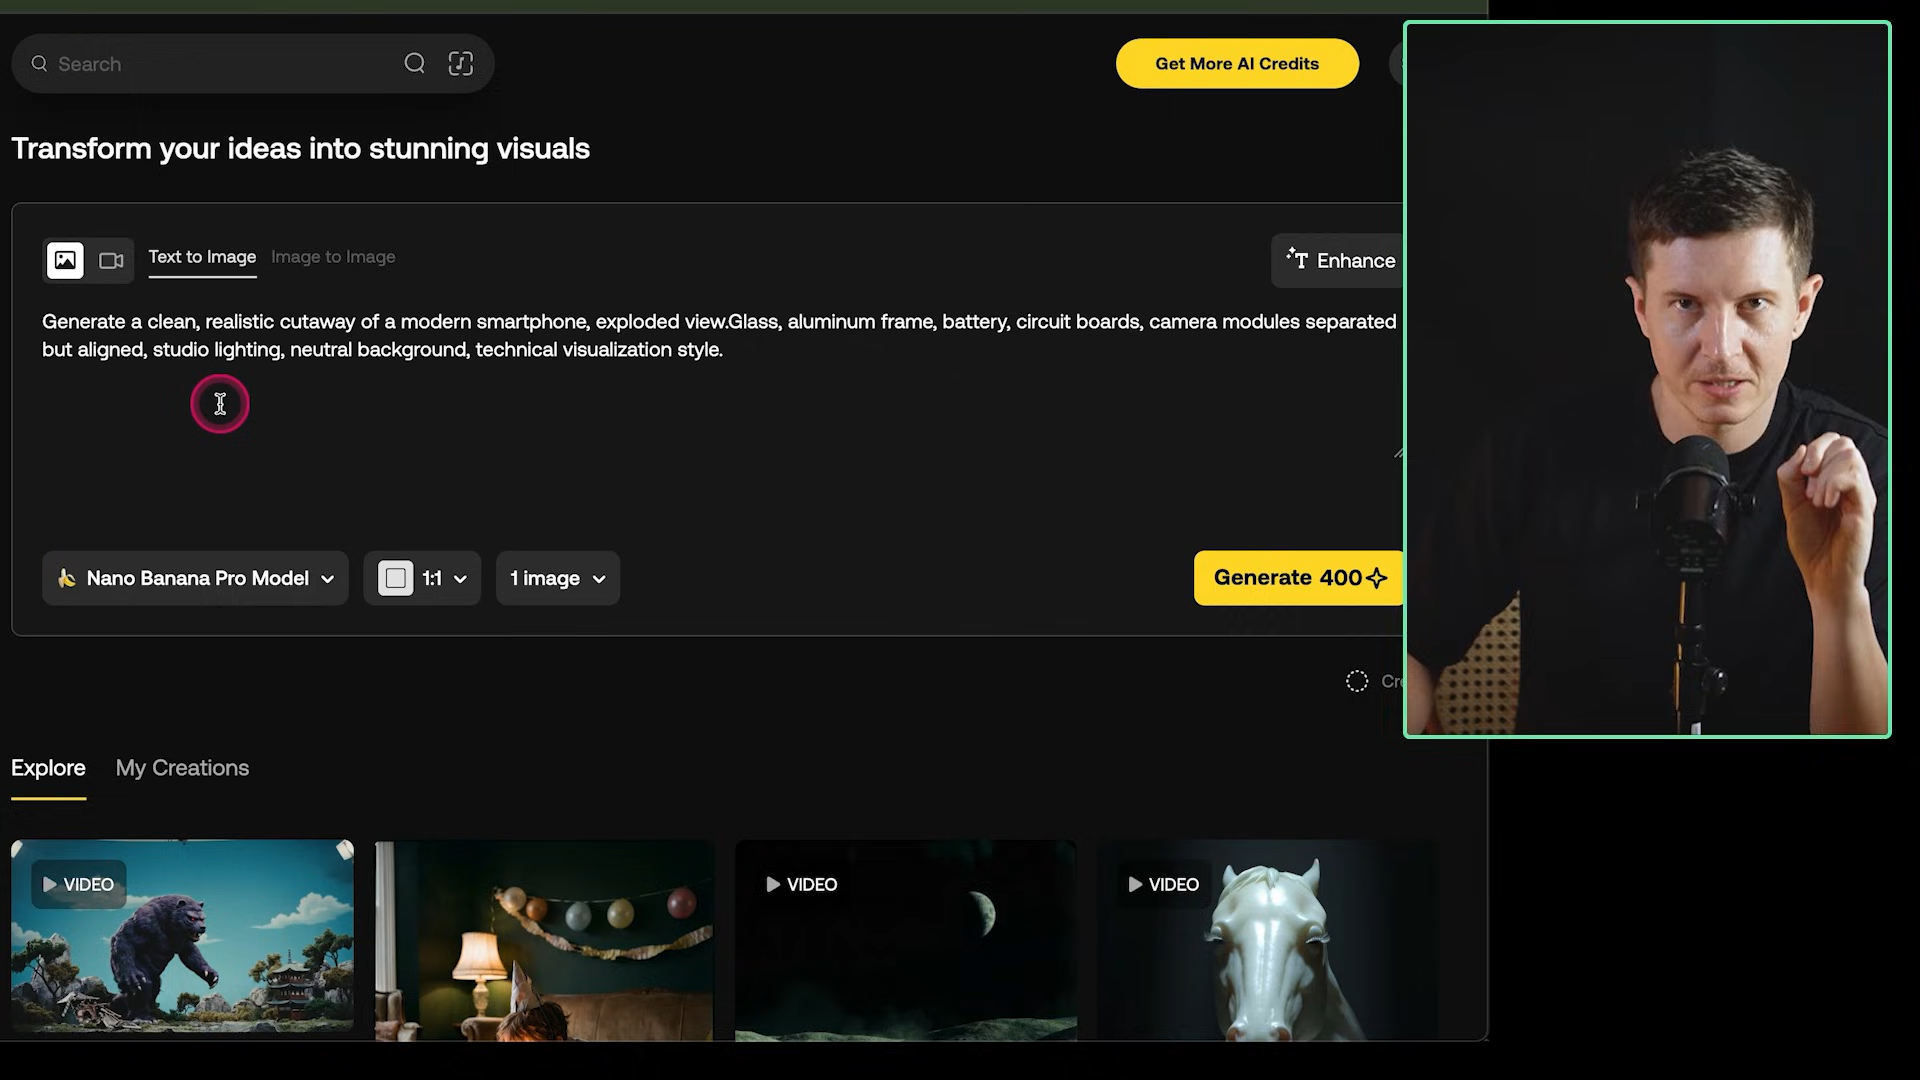 Search
Get More AI Credits
Transform your ideas into stunning visuals
Text to Image
Image to Image
Enhance
Generate a clean, realistic cutaway of a modern smartphone, exploded view.Glass, aluminum frame, battery, circuit boards, camera modules separated
but aligned, studio lighting, neutral background, technical visualization style.
Nano Banana Pro Model
1:1
1 image
Generate 400
Cre
Explore
My Creations
VIDEO
VIDEO
VIDEO